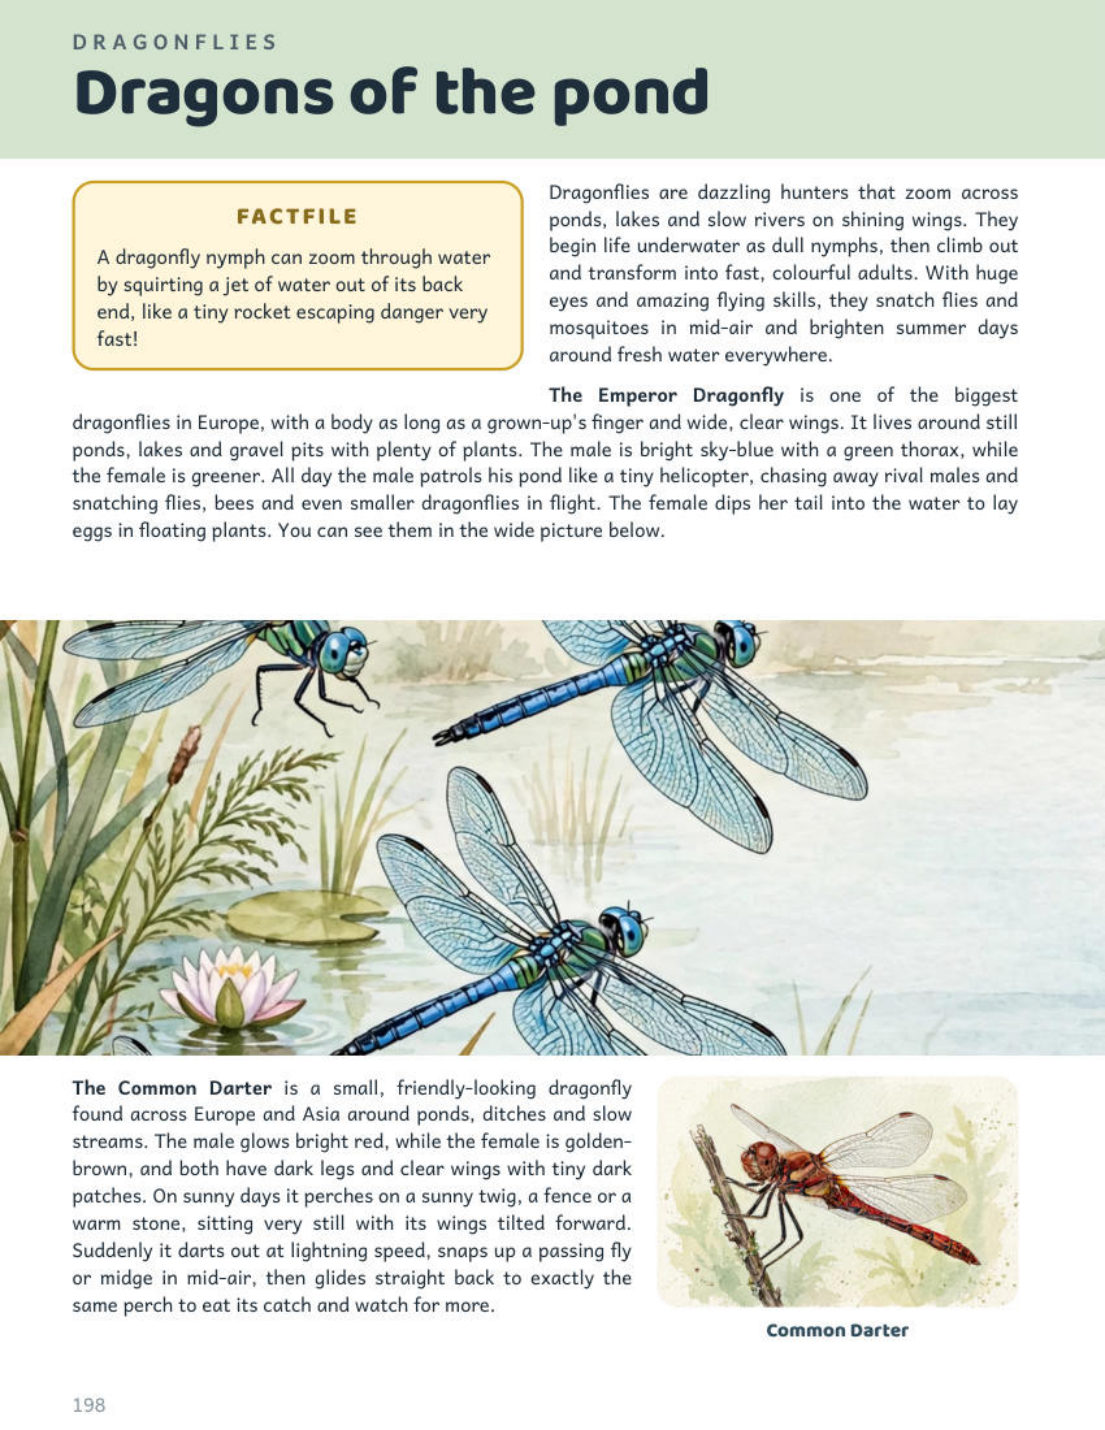 DRAGONFLIES
Dragons of the pond
FACTFILE
A dragonfly nymph can zoom through water
by squirting a jet of water out of its back
end, like a tiny rocket escaping danger very
fast!
Dragonflies are dazzling hunters that zoom across
ponds, lakes and slow rivers on shining wings. They
begin life underwater as dull nymphs, then climb out
and transform into fast, colourful adults. With huge
eyes and amazing flying skills, they snatch flies and
mosquitoes in mid-air and brighten summer days
around fresh water everywhere.
The Emperor Dragonfly is one of the biggest
dragonflies in Europe, with a body as long as a grown-up's finger and wide, clear wings. It lives around still
ponds, lakes and gravel pits with plenty of plants. The male is bright sky-blue with a green thorax, while
the female is greener. All day the male patrols his pond like a tiny helicopter, chasing away rival males and
snatching flies, bees and even smaller dragonflies in flight. The female dips her tail into the water to lay
eggs in floating plants. You can see them in the wide picture below.
The Common Darter is a small, friendly-looking dragonfly
found across Europe and Asia around ponds, ditches and slow
streams. The male glows bright red, while the female is golden-
brown, and both have dark legs and clear wings with tiny dark
patches. On sunny days it perches on a sunny twig, a fence or a
warm stone, sitting very still with its wings tilted forward.
Suddenly it darts out at lightning speed, snaps up a passing fly
or midge in mid-air, then glides straight back to exactly the
same perch to eat its catch and watch for more.
Common Darter
198